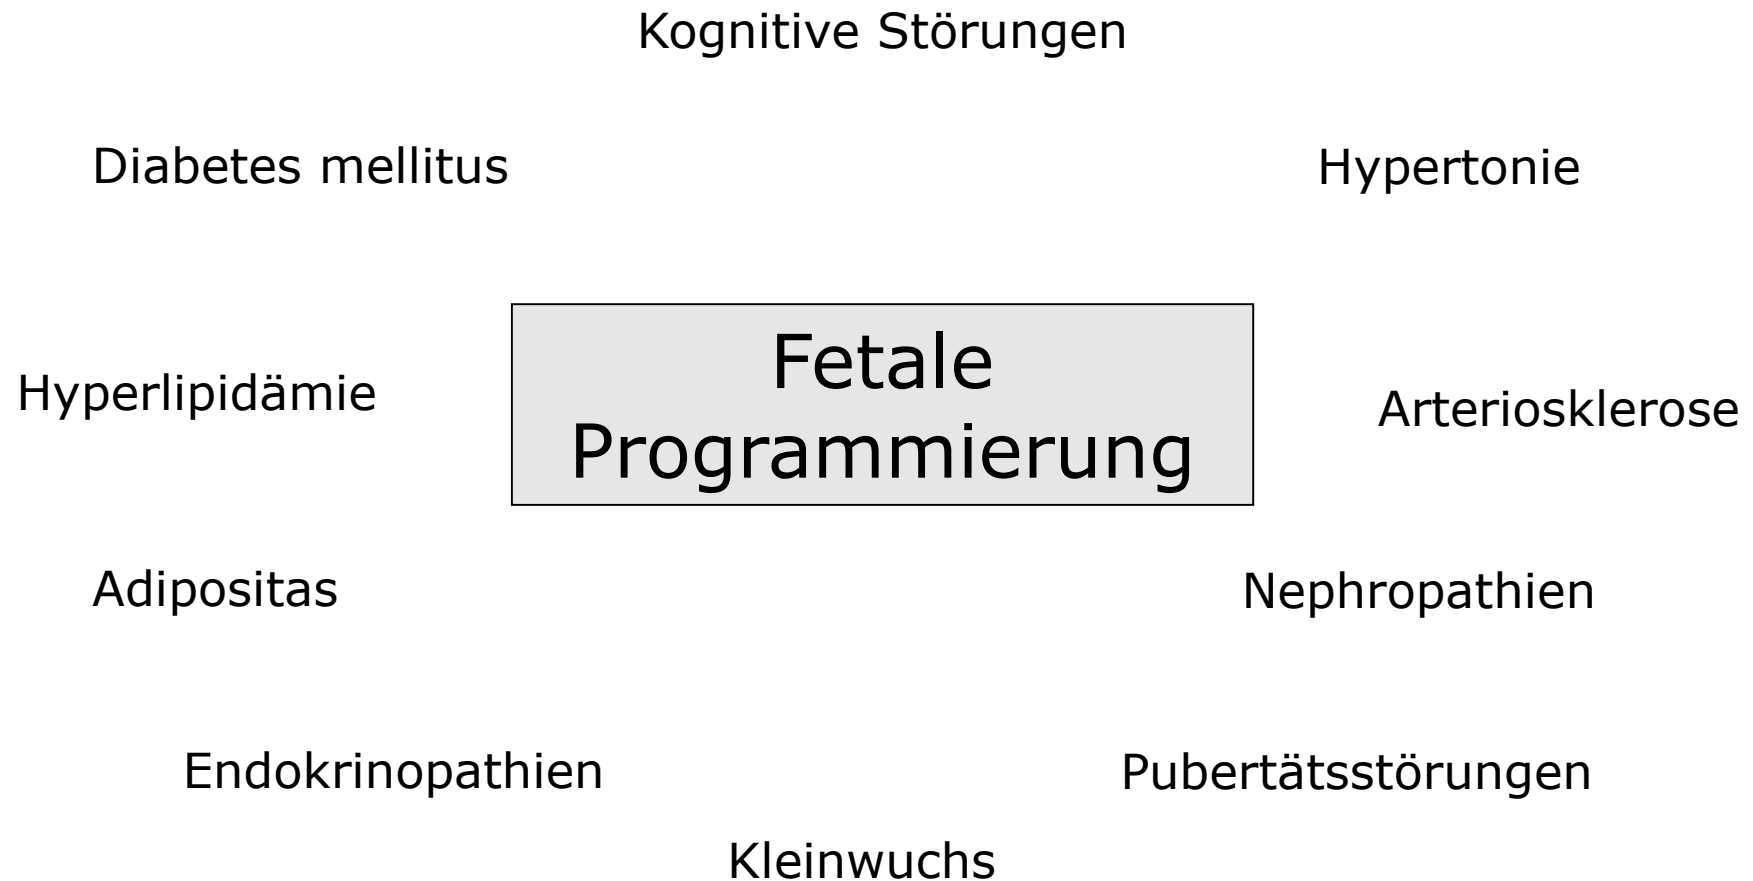 Kognitive Störungen
Diabetes mellitus
Hypertonie
Fetale
Programmierung
Hyperlipidämie
Arteriosklerose
Adipositas
Nephropathien
Endokrinopathien
Pubertätsstörungen
Kleinwuchs